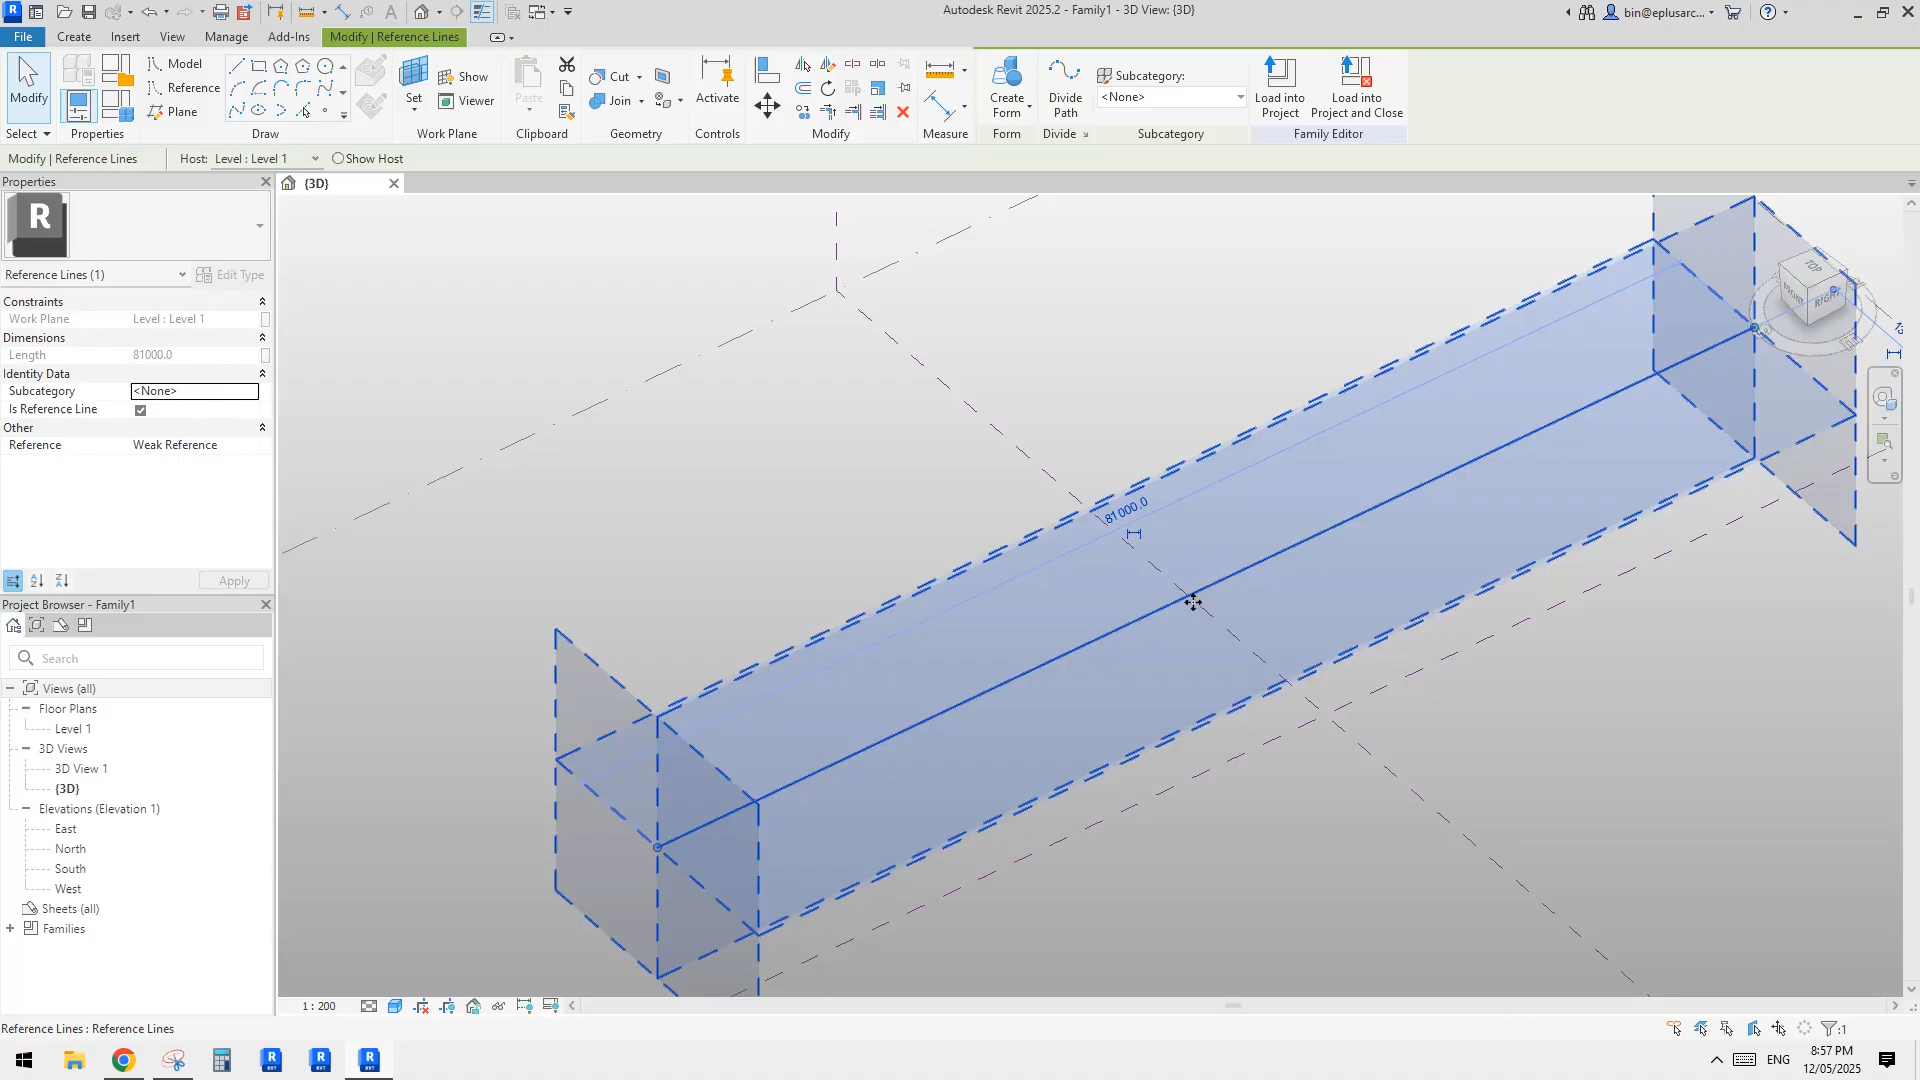 Autodesk Revit 2025.2 - Family1 - 3D View: {3D}
bin@eplusarc...
File Create Insert View Manage Add-Ins Modify | Reference Lines
Modify
Select
Properties
Model
Reference
Plane
Draw
Set
Show
Viewer
Work Plane
Paste
Clipboard
Cut
Join
Geometry
Activate
Controls
Modify
Measure
Create Form
Form
Divide Path
Divide
Subcategory:
<None>
Subcategory
Load into Project
Load into Project and Close
Family Editor
Modify | Reference Lines
Host: Level : Level 1
Show Host
Properties
{3D}
R
Reference Lines (1)
Edit Type
Constraints
Work Plane Level : Level 1
Dimensions
Length 81000.0
Identity Data
Subcategory <None>
Is Reference Line
Other
Reference Weak Reference
Apply
Project Browser - Family1
Search
Views (all)
Floor Plans
Level 1
3D Views
3D View 1
{3D}
Elevations (Elevation 1)
East
North
South
West
Sheets (all)
Families
81000.0
TOP
FRONT
RIGHT
1 : 200
Reference Lines : Reference Lines
:1
ENG
8:57 PM
12/05/2025